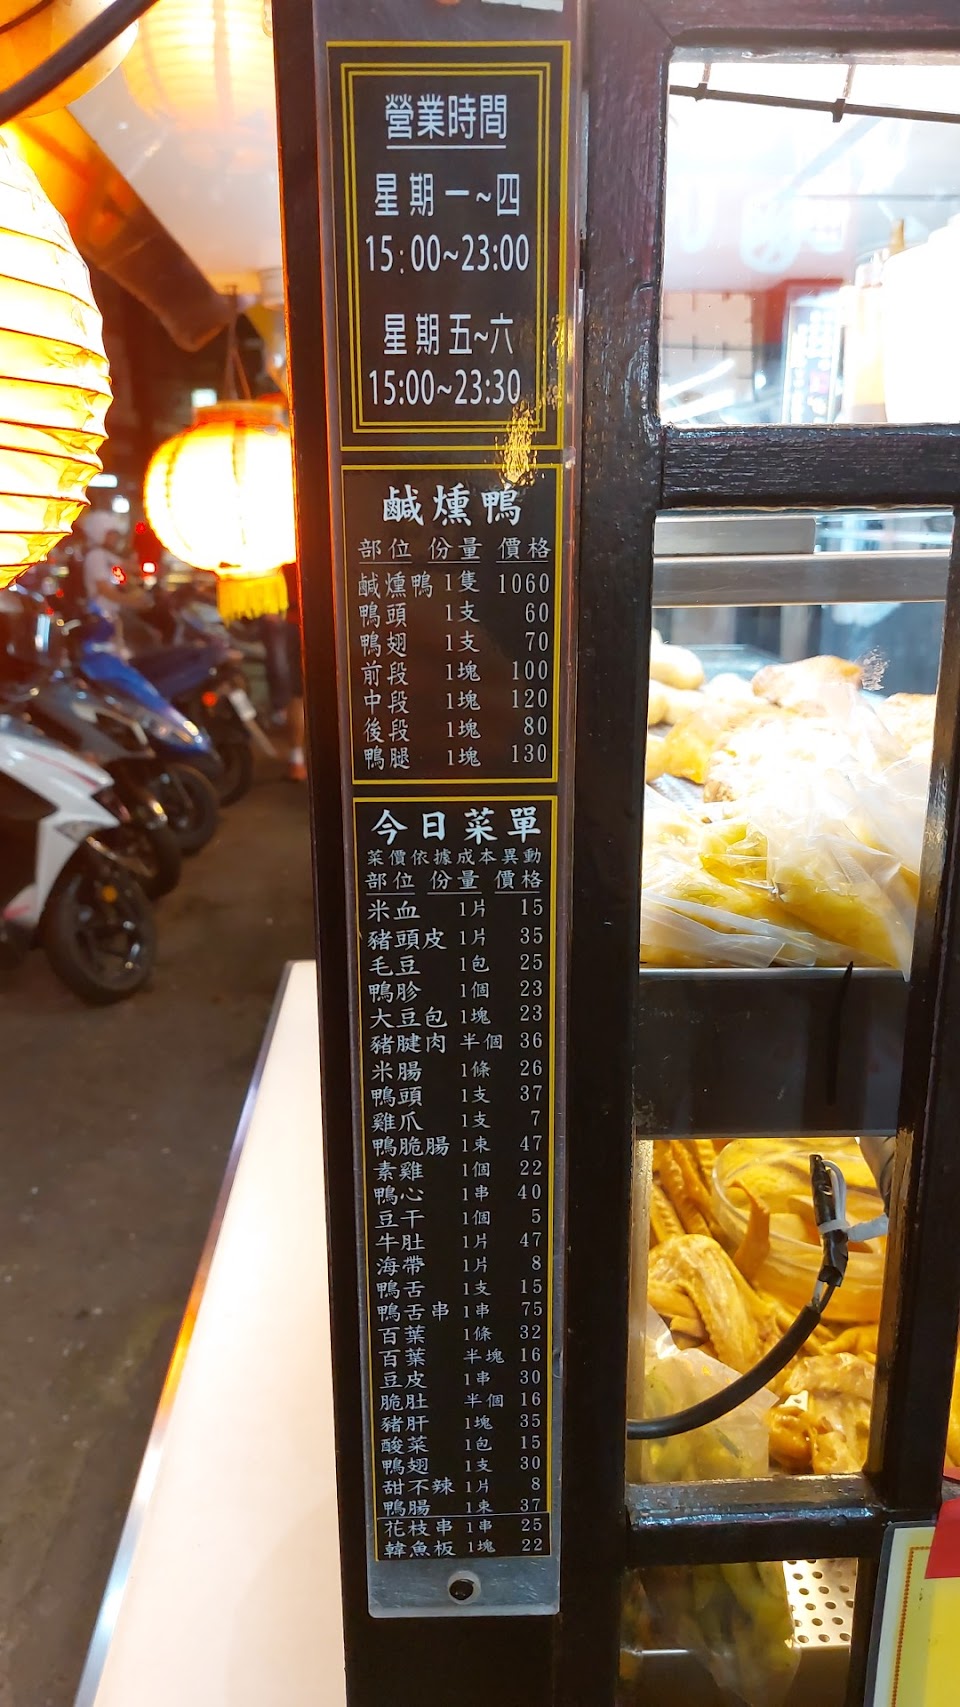 營業時間
星期一~四
15:00~23:00
星期五~六
15:00~23:30
鹹燻鴨
部位 份量 價格
鹹燻鴨 1隻 1060
鴨頭 1支 60
鴨翅 1支 70
前段 1塊 100
中段 1塊 120
後段 1塊 80
鴨腿 1塊 130
今日菜單
菜價依據成本異動
部位 份量 價格
米血 1片 15
豬頭皮 1片 35
毛豆 1包 25
鴨胗 1個 23
大豆包 1塊 23
豬腱肉 半個 36
米腸 1條 26
鴨頭 1支 37
雞爪 1支 7
鴨脆腸 1束 47
素雞 1個 22
鴨心 1串 40
豆干 1個 5
牛肚 1片 47
海帶 1片 8
鴨舌 1支 15
鴨舌串 1串 75
百葉 1條 32
百葉 半塊 16
豆皮 1串 30
脆肚 半個 16
豬肝 1塊 35
酸菜 1包 15
鴨翅 1支 30
甜不辣 1片 8
鴨腸 1束 37
花枝串 1串 25
韓魚板 1塊 22